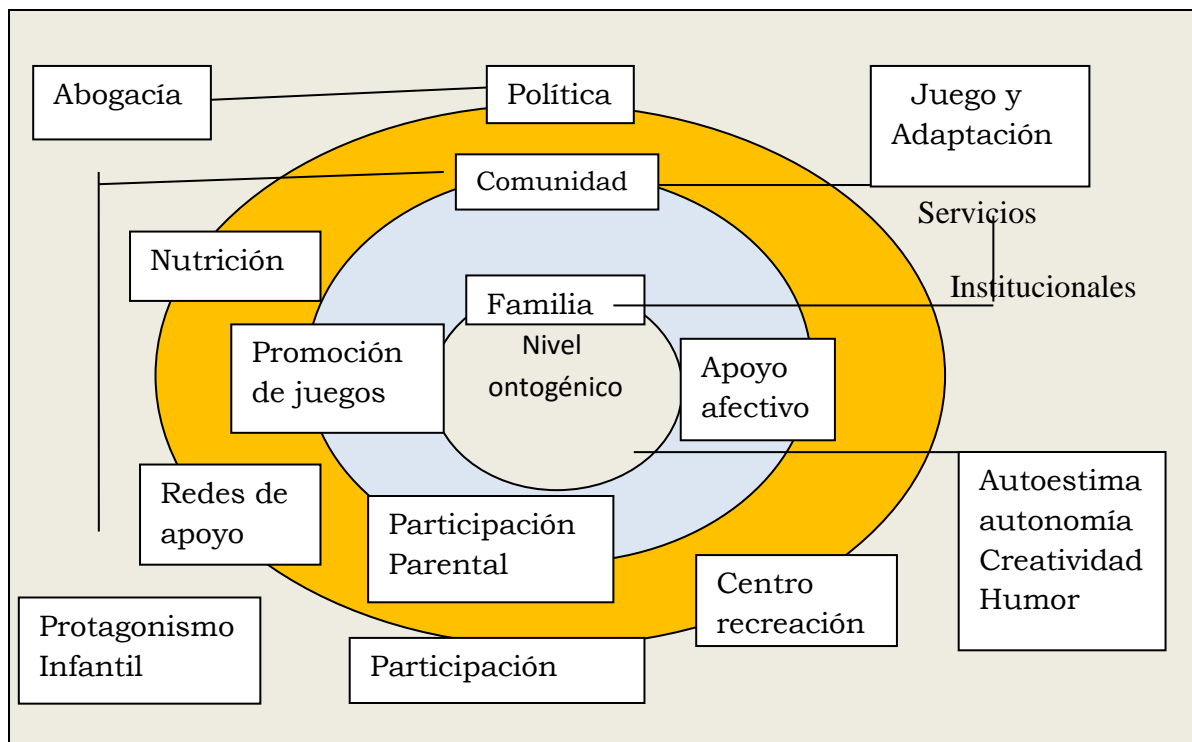 Abogacía
Política
Juego y
Adaptación
Comunidad
Servicios
Nutrición
Institucionales
Familia
Nivel
ontogénico
Promoción
de juegos
Apoyo
afectivo
Redes de
apoyo
Participación
Parental
Autoestima
autonomía
Creatividad
Humor
Centro
recreación
Protagonismo
Infantil
Participación